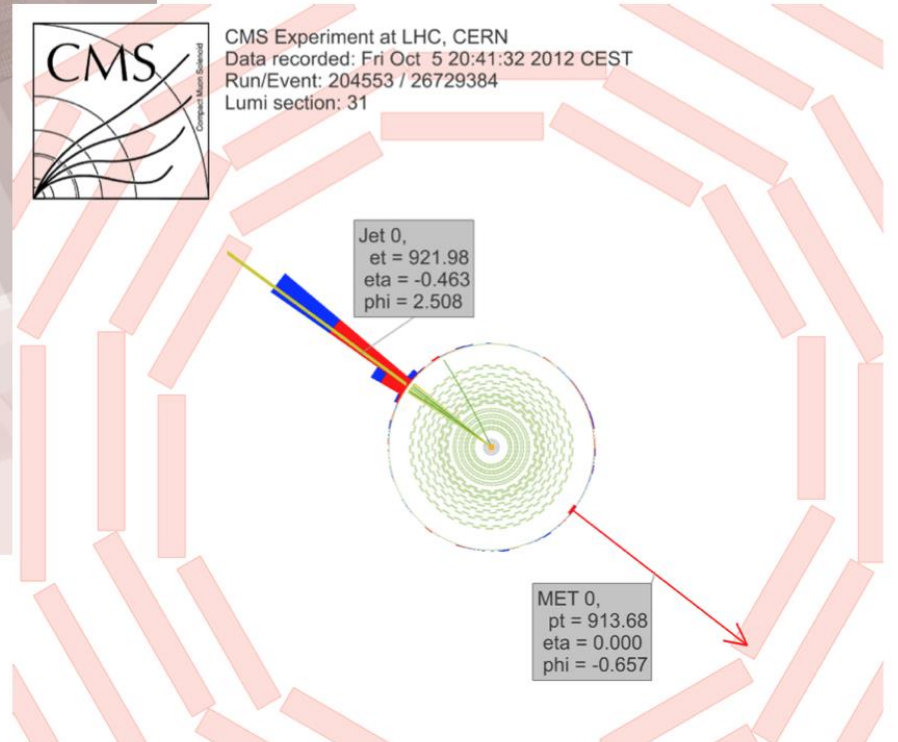 CMS
Compact Muon Solenoid
CMS Experiment at LHC, CERN
Data recorded: Fri Oct 5 20:41:32 2012 CEST
Run/Event: 204553 / 26729384
Lumi section: 31
Jet 0,
et = 921.98
eta = -0.463
phi = 2.508
MET 0,
pt = 913.68
eta = 0.000
phi = -0.657